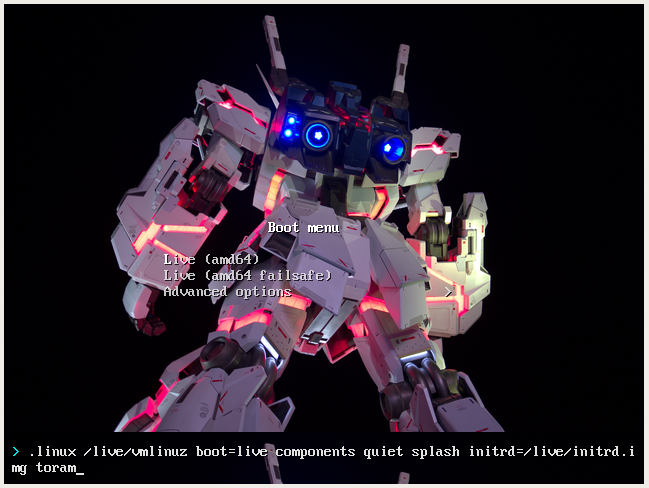 Boot menu
Live (amd64)
Live (amd64 failsafe)
Advanced options >
> .linux /live/vmlinuz boot=live components quiet splash initrd=/live/initrd.i
mg toram_